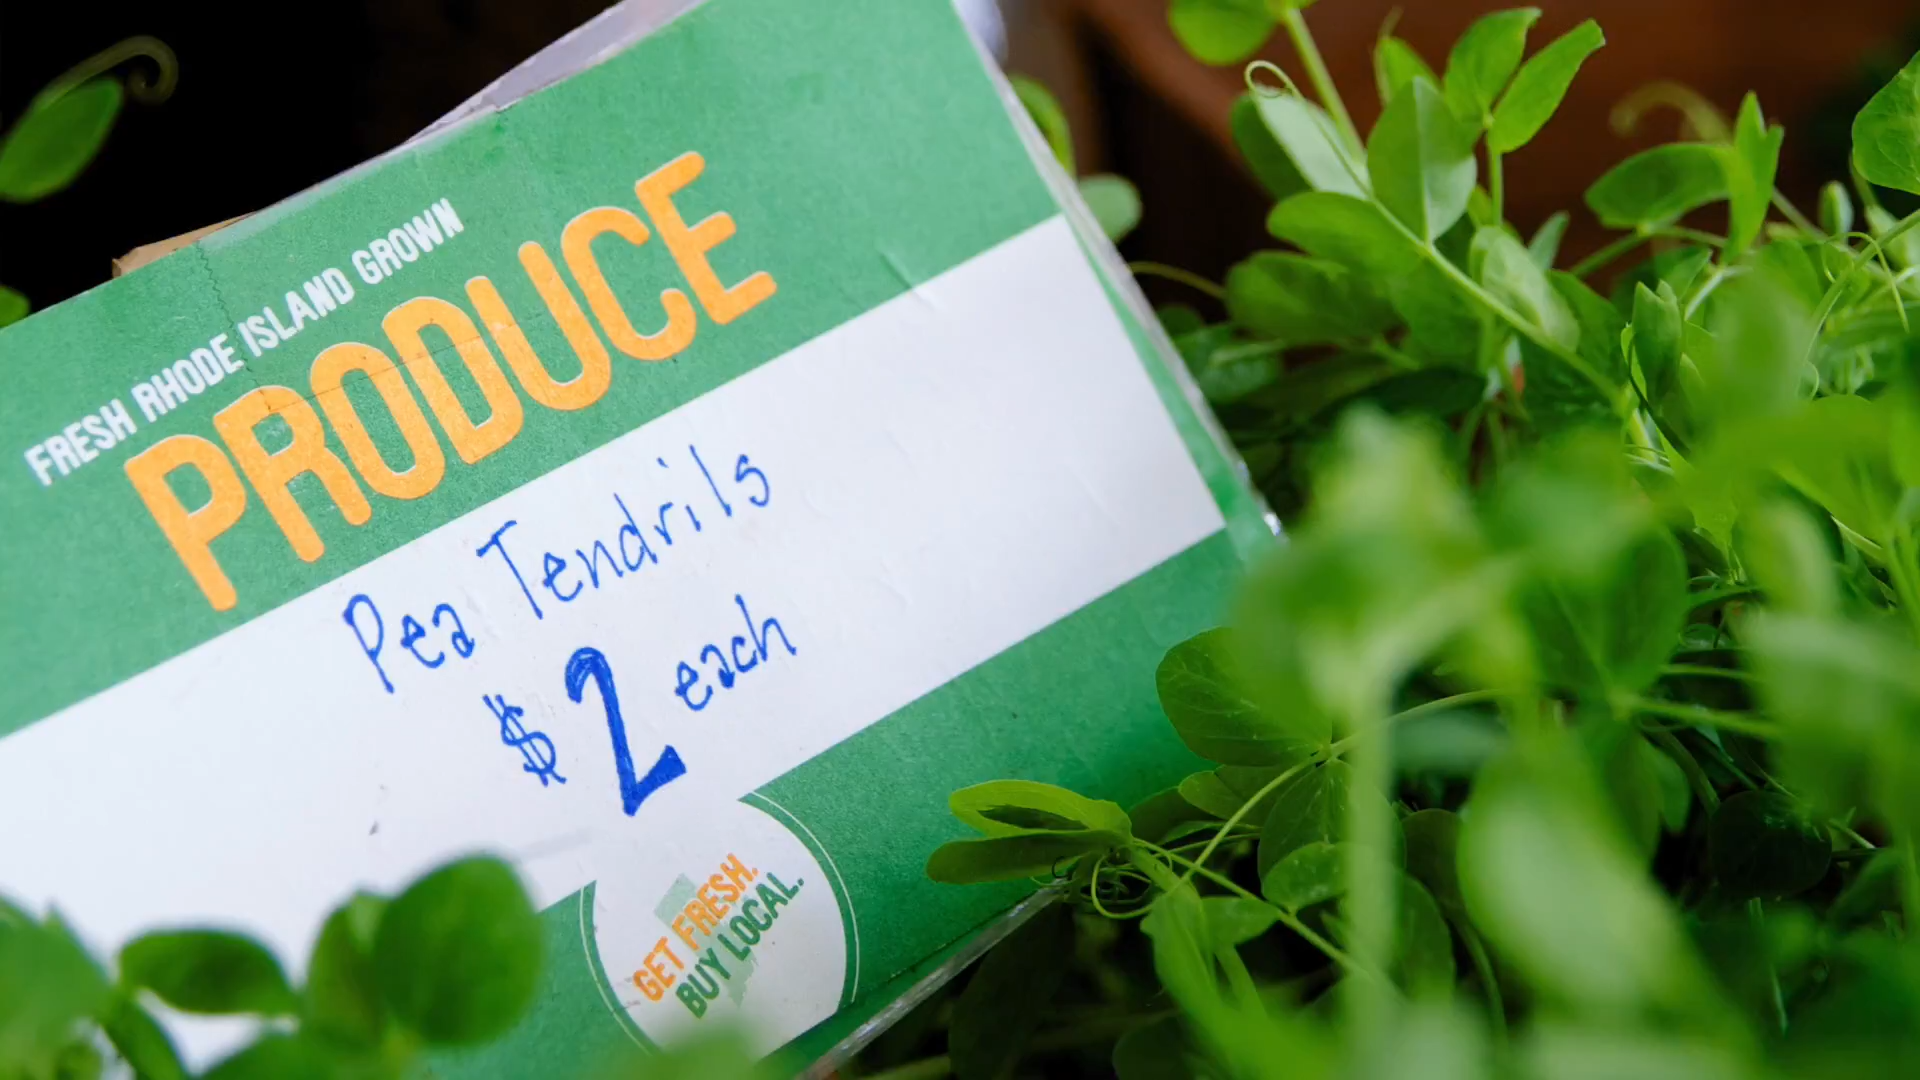 FRESH RHODE ISLAND GROWN
PRODUCE
Pea Tendrils
$2 each
GET FRESH.
BUY LOCAL.